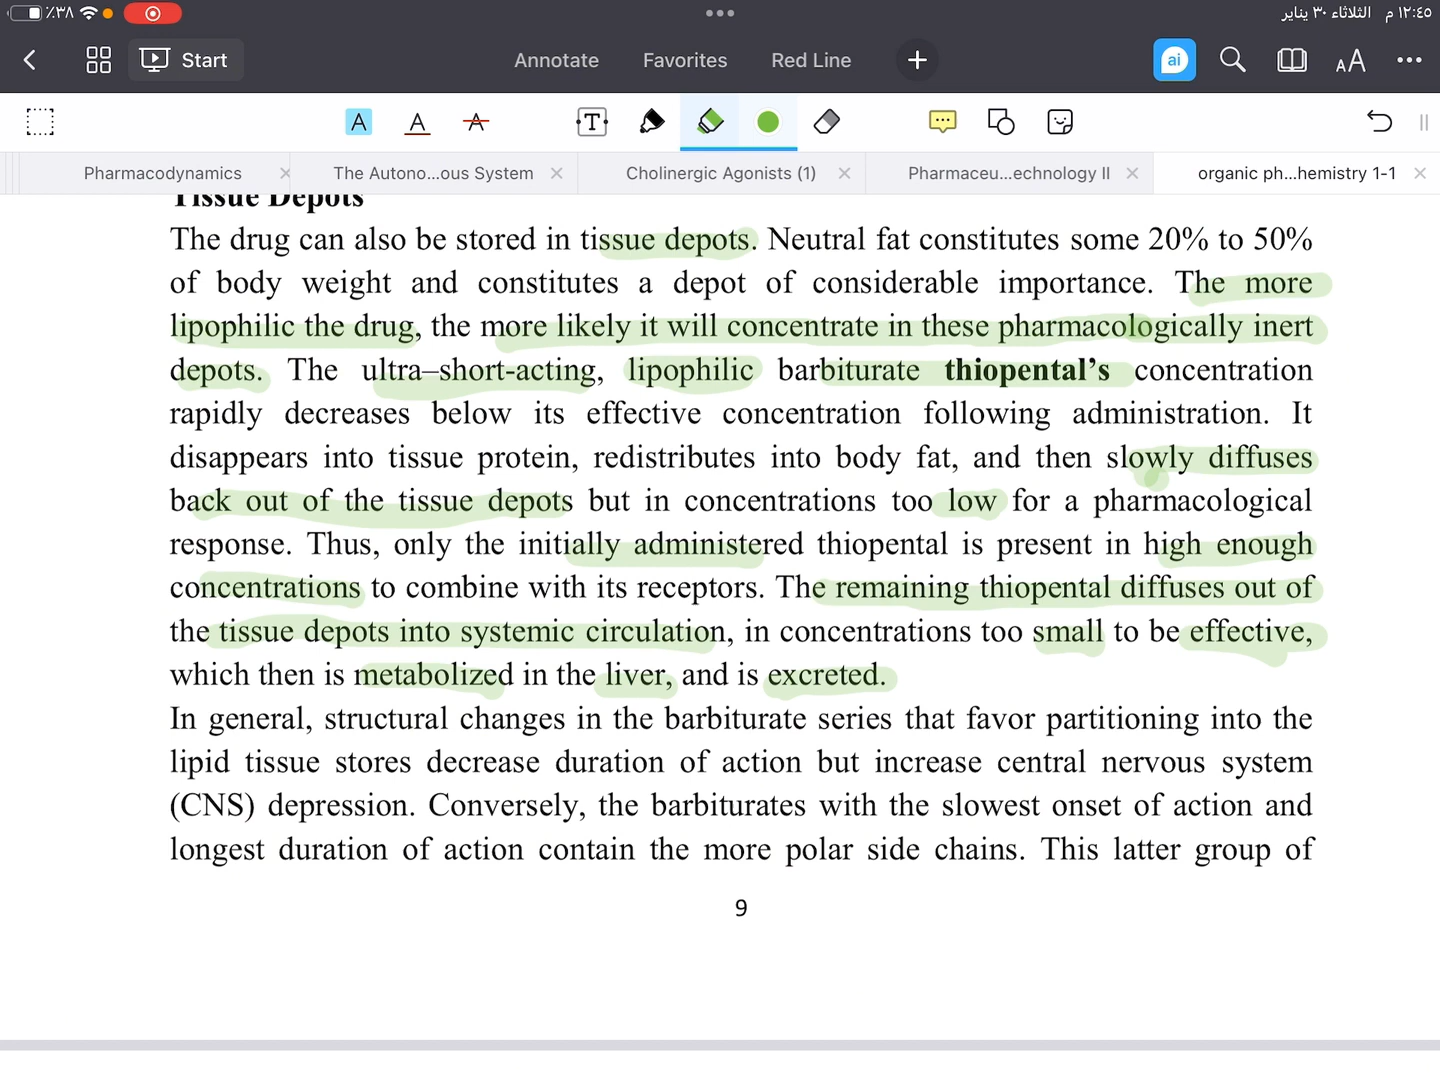 ٪٣٨
١٢:٤٥ م الثلاثاء ٣٠ يناير
Start
Annotate
Favorites
Red Line
ai
AA
A
A
A
T
Pharmacodynamics
The Autono...ous System
Cholinergic Agonists (1)
Pharmaceu...echnology II
organic ph...hemistry 1-1
Tissue Depots
The drug can also be stored in tissue depots. Neutral fat constitutes some 20% to 50%
of body weight and constitutes a depot of considerable importance. The more
lipophilic the drug, the more likely it will concentrate in these pharmacologically inert
depots. The ultra–short-acting, lipophilic barbiturate thiopental’s concentration
rapidly decreases below its effective concentration following administration. It
disappears into tissue protein, redistributes into body fat, and then slowly diffuses
back out of the tissue depots but in concentrations too low for a pharmacological
response. Thus, only the initially administered thiopental is present in high enough
concentrations to combine with its receptors. The remaining thiopental diffuses out of
the tissue depots into systemic circulation, in concentrations too small to be effective,
which then is metabolized in the liver, and is excreted.
In general, structural changes in the barbiturate series that favor partitioning into the
lipid tissue stores decrease duration of action but increase central nervous system
(CNS) depression. Conversely, the barbiturates with the slowest onset of action and
longest duration of action contain the more polar side chains. This latter group of
9